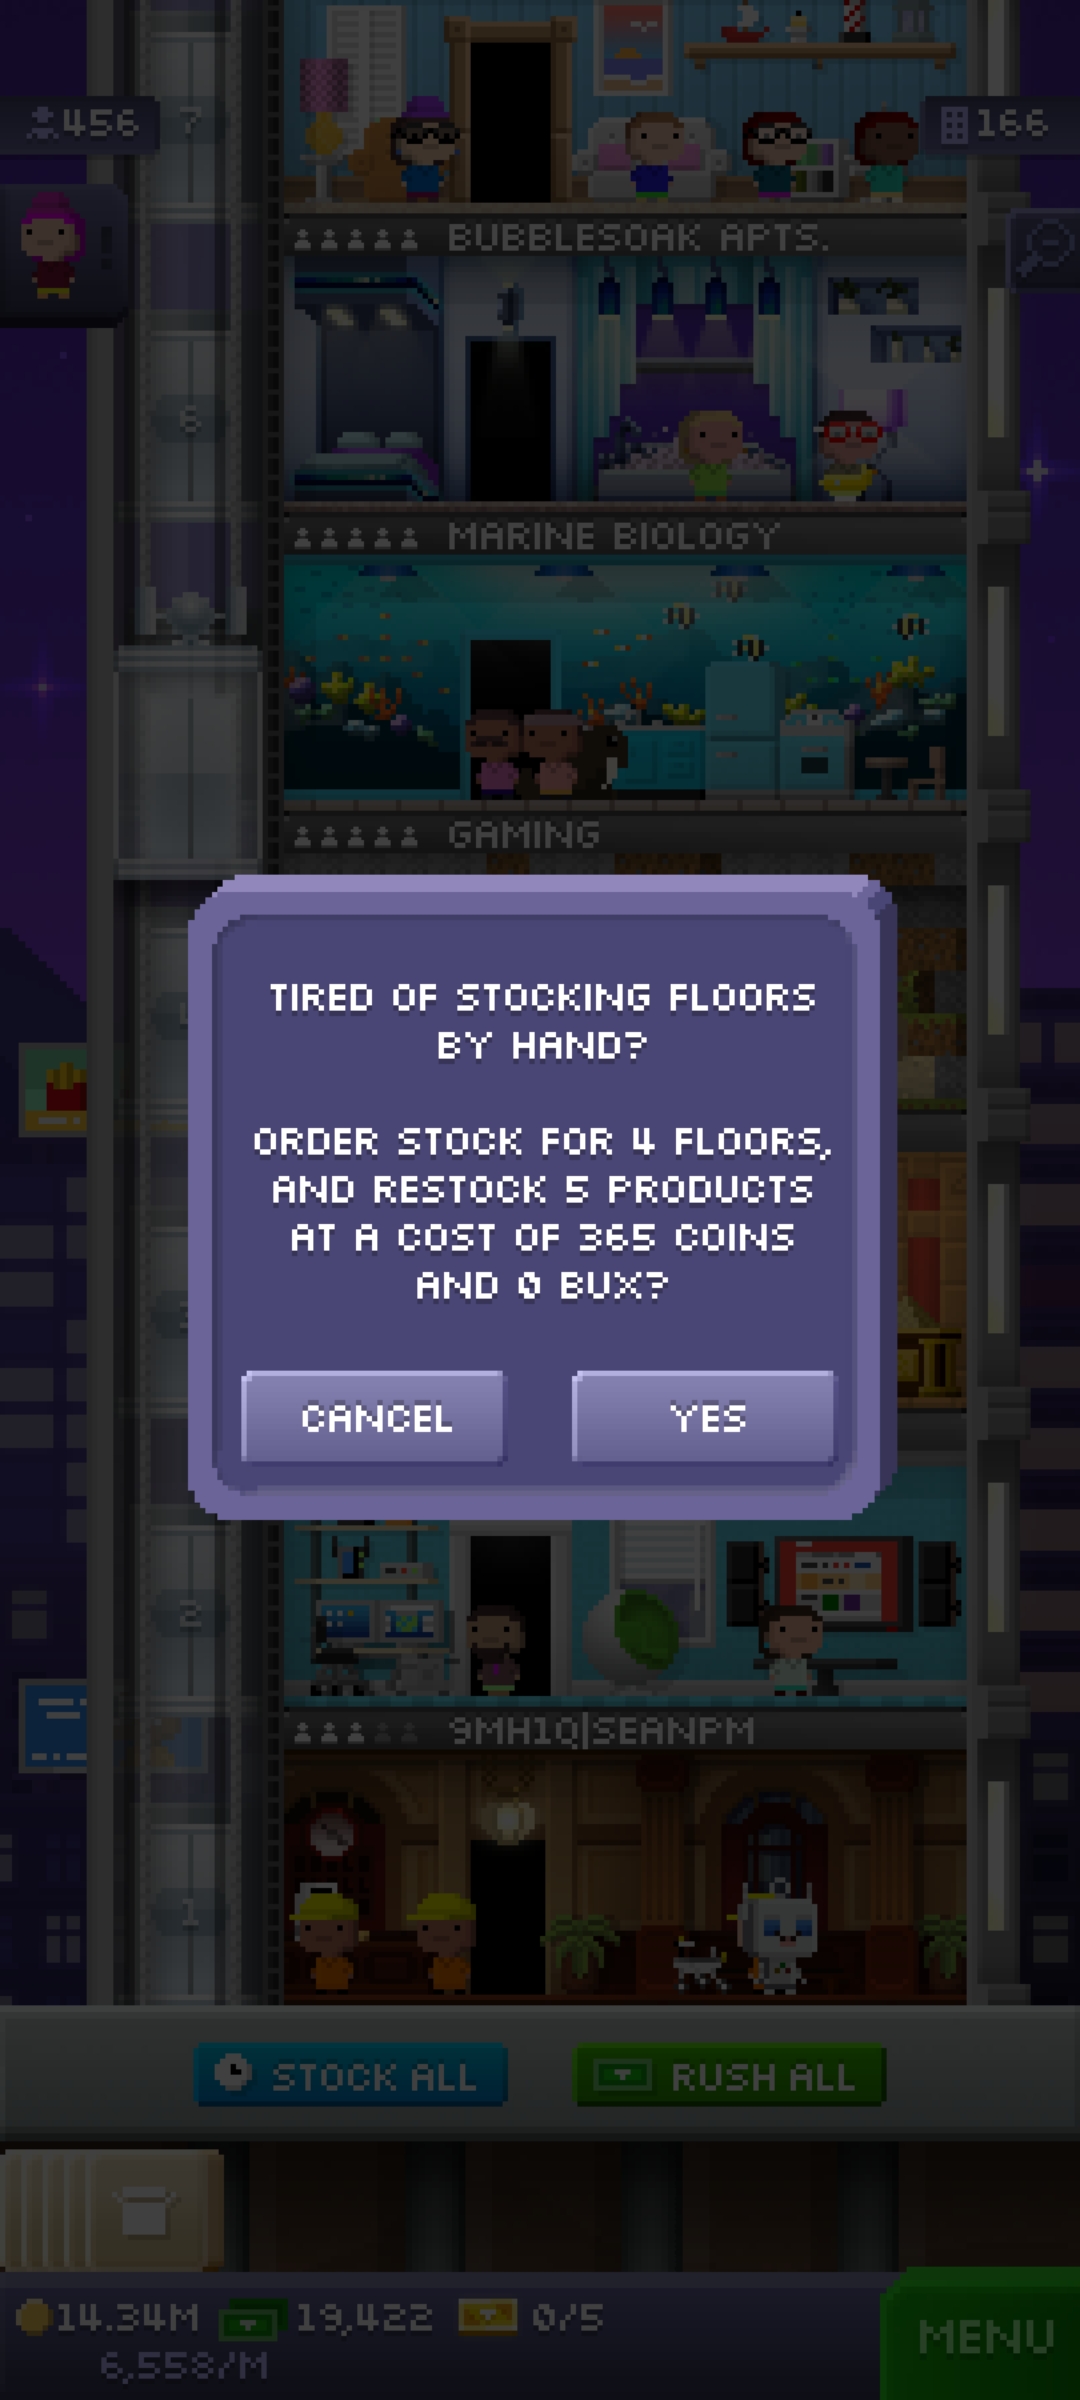 456
7
166
BUBBLESOAK APTS.
6
MARINE BIOLOGY
GAMING
TIRED OF STOCKING FLOORS
BY HAND?
ORDER STOCK FOR 4 FLOORS,
AND RESTOCK 5 PRODUCTS
AT A COST OF 365 COINS
AND 0 BUX?
CANCEL
YES
2
9MH1Q|SEANPM
1
STOCK ALL
RUSH ALL
14.34M
19,422
0/5
6,558/M
MENU